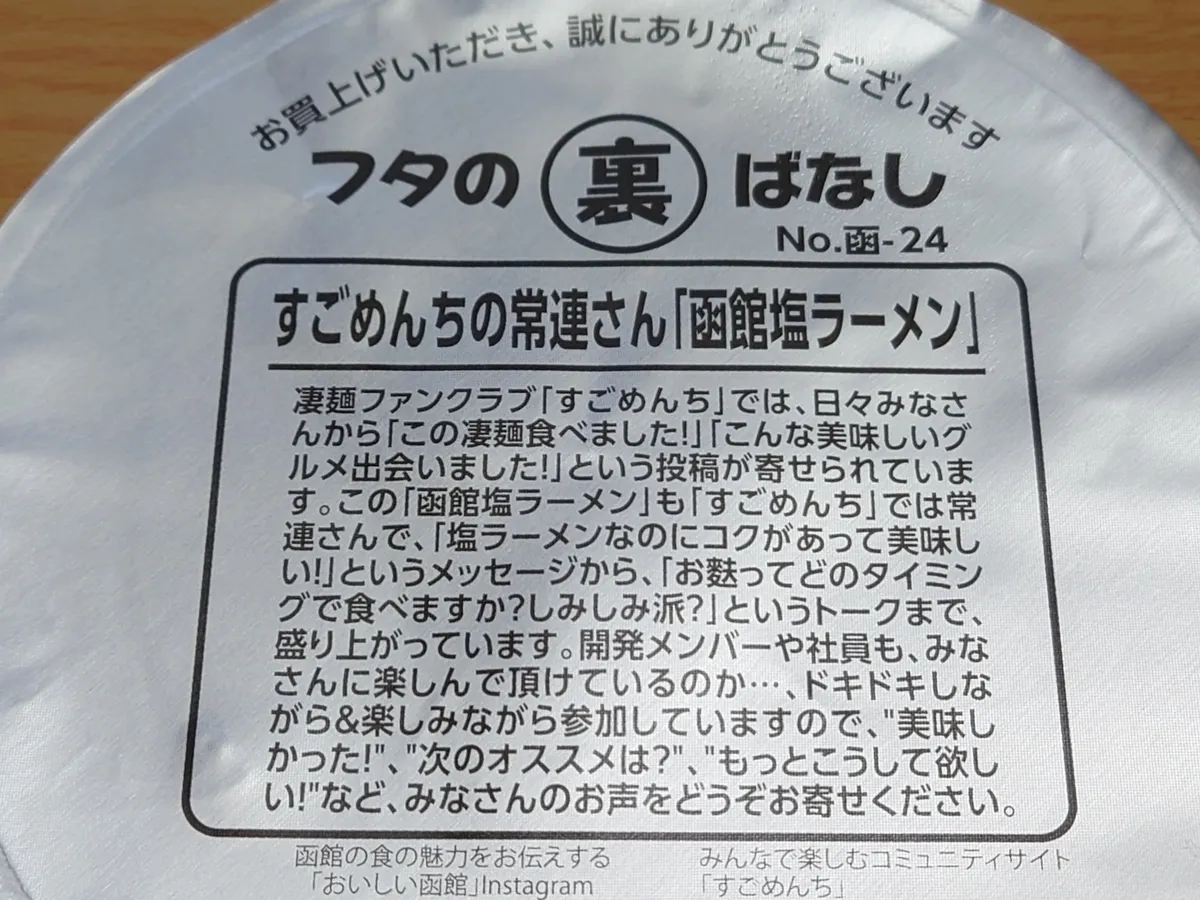 お買上げいただき、誠にありがとうございます
フタの裏ばなし
No.函-24
すごめんちの常連さん「函館塩ラーメン」
凄麺ファンクラブ「すごめんち」では、日々みなさ
んから「この凄麺食べました!」「こんな美味しいグ
ルメ出会いました!」という投稿が寄せられていま
す。この「函館塩ラーメン」も「すごめんち」では常
連さんで、「塩ラーメンなのにコクがあって美味し
い!」というメッセージから、「お麩ってどのタイミン
グで食べますか?しみしみ派?」というトークまで、
盛り上がっています。開発メンバーや社員も、みな
さんに楽しんで頂けているのか…、ドキドキしな
がら&楽しみながら参加していますので、"美味し
かった!"、"次のオススメは?"、"もっとこうして欲し
い!"など、みなさんのお声をどうぞお寄せください。
函館の食の魅力をお伝えする
「おいしい函館」Instagram
みんなで楽しむコミュニティサイト
「すごめんち」